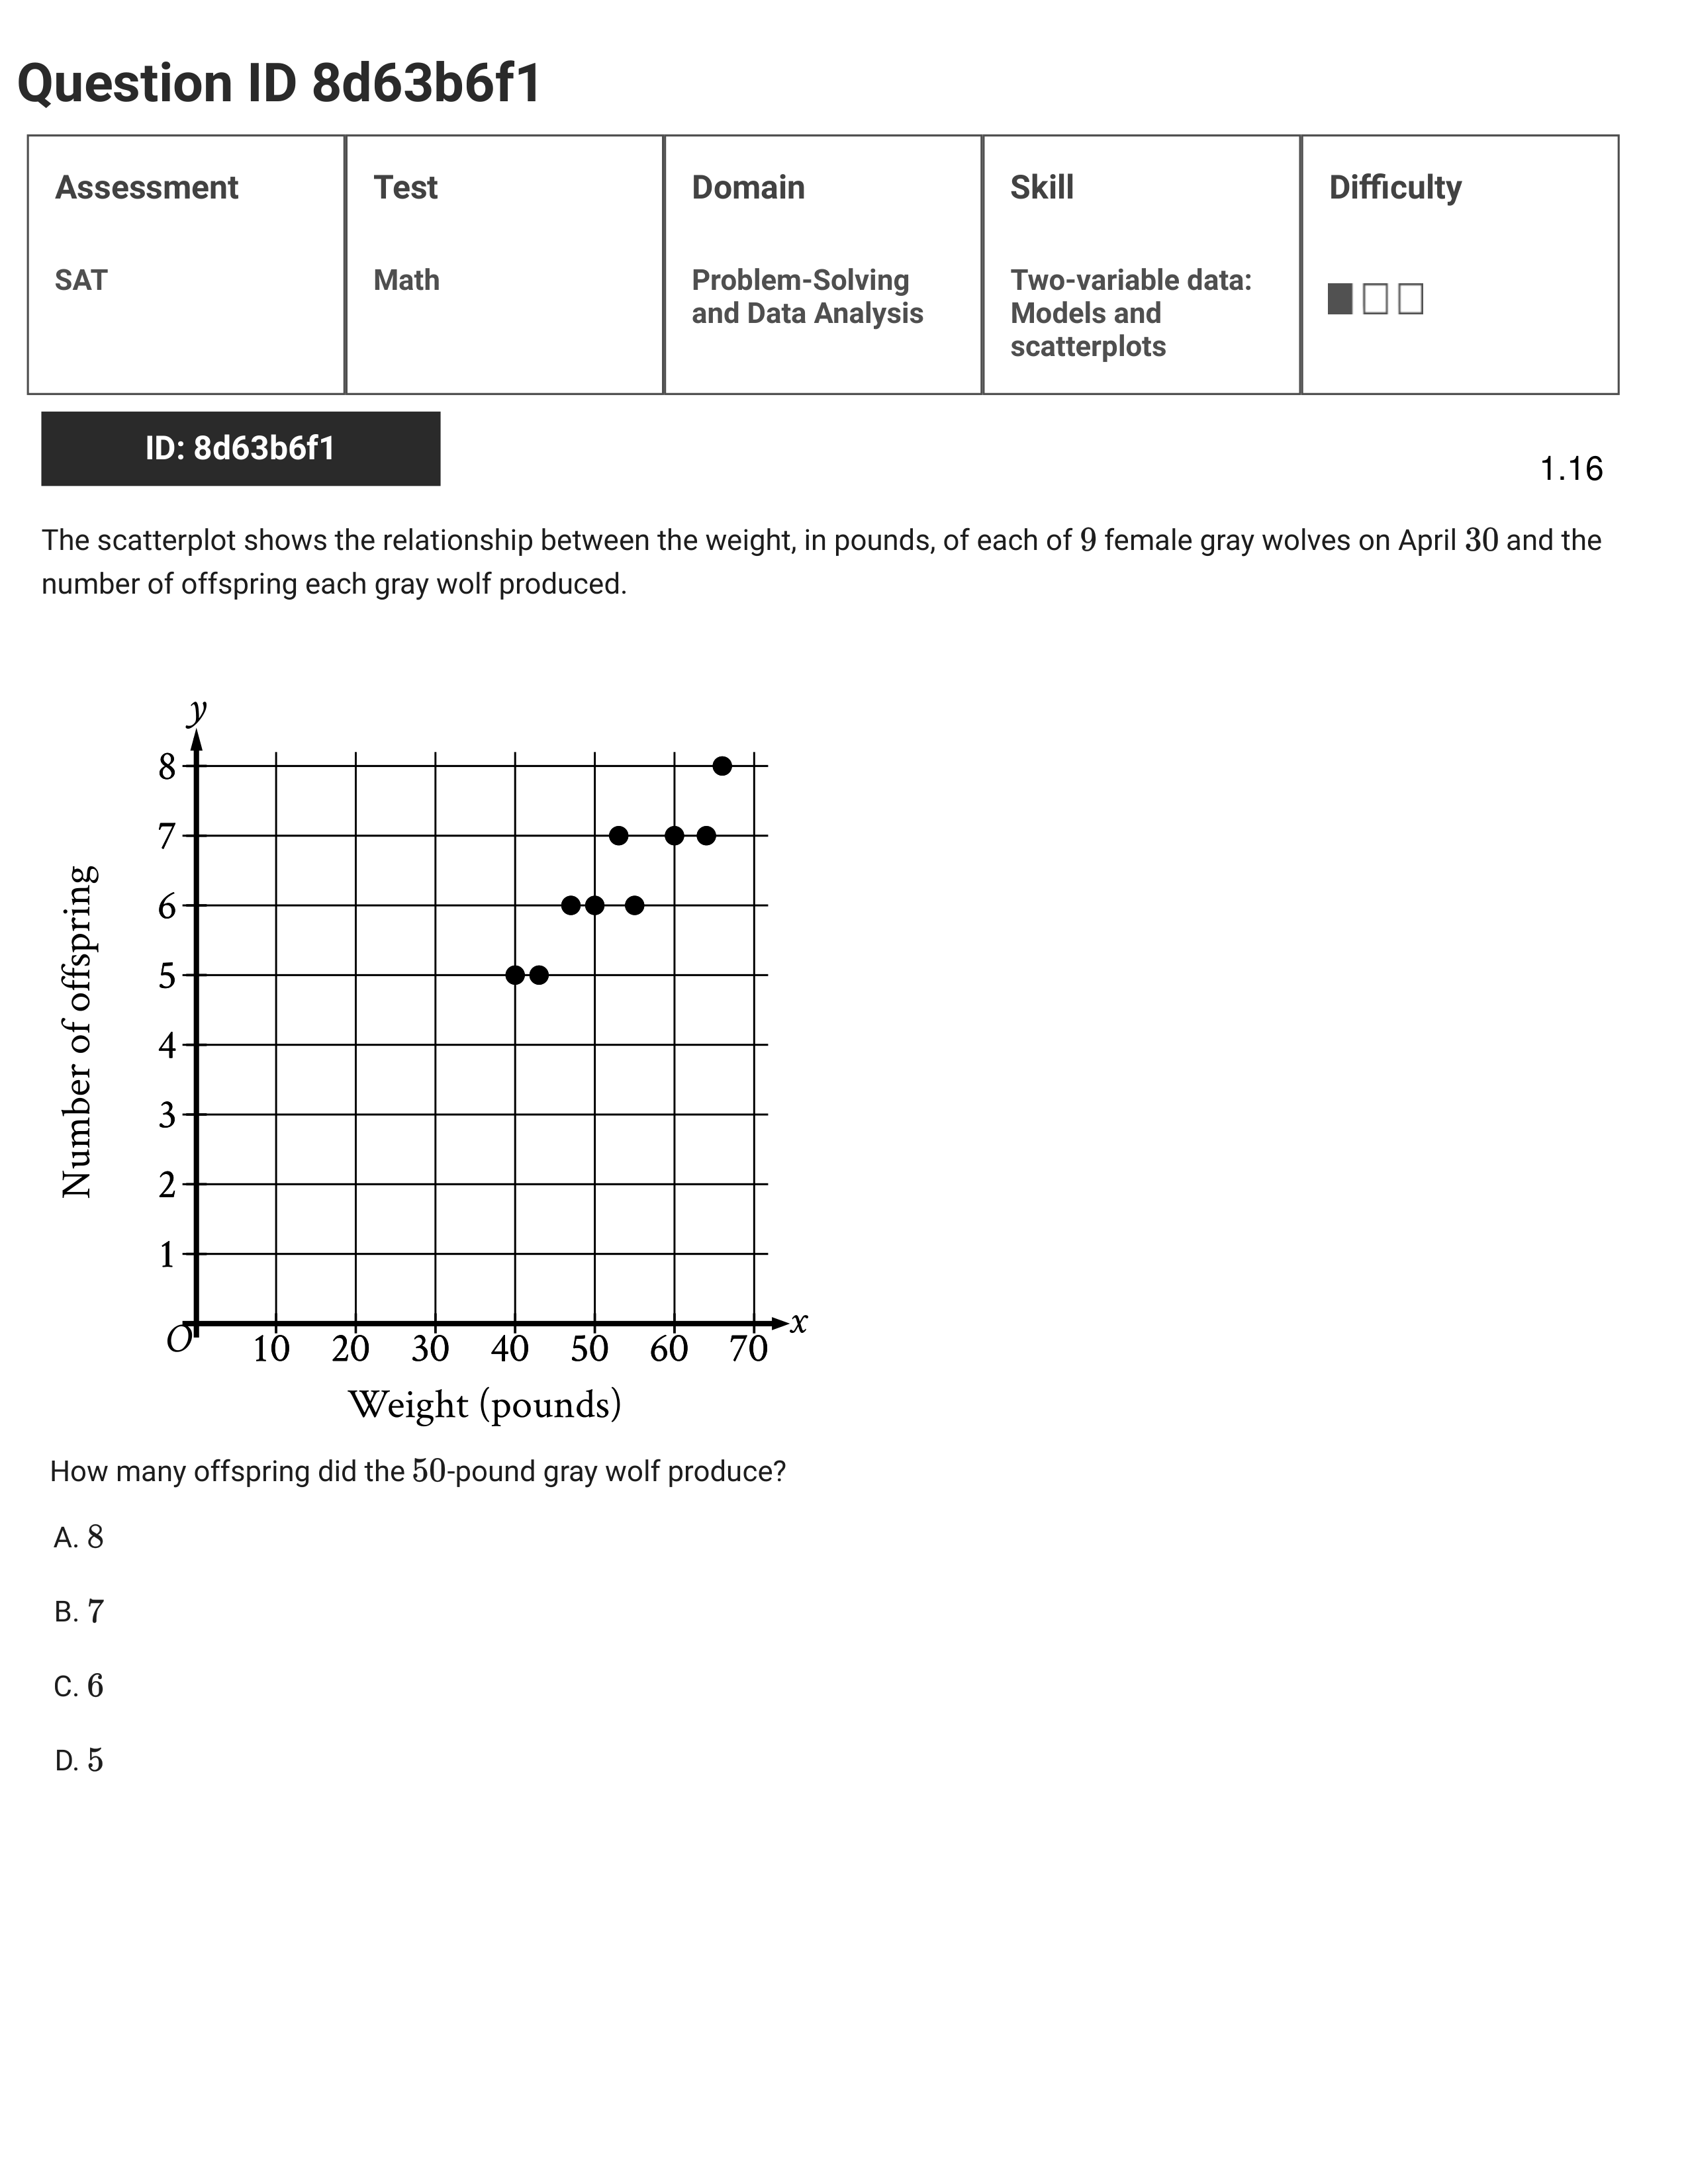 Question ID 8d63b6f1
Assessment
Test
Domain
Skill
Difficulty
SAT
Math
Problem-Solving
and Data Analysis
Two-variable data:
Models and
scatterplots
ID: 8d63b6f1
1.16
The scatterplot shows the relationship between the weight, in pounds, of each of 9 female gray wolves on April 30 and the
number of offspring each gray wolf produced.
y
8
7
6
5
4
3
2
1
Number of offspring
O
10 20 30 40 50 60 70
x
Weight (pounds)
How many offspring did the 50-pound gray wolf produce?
A. 8
B. 7
C. 6
D. 5